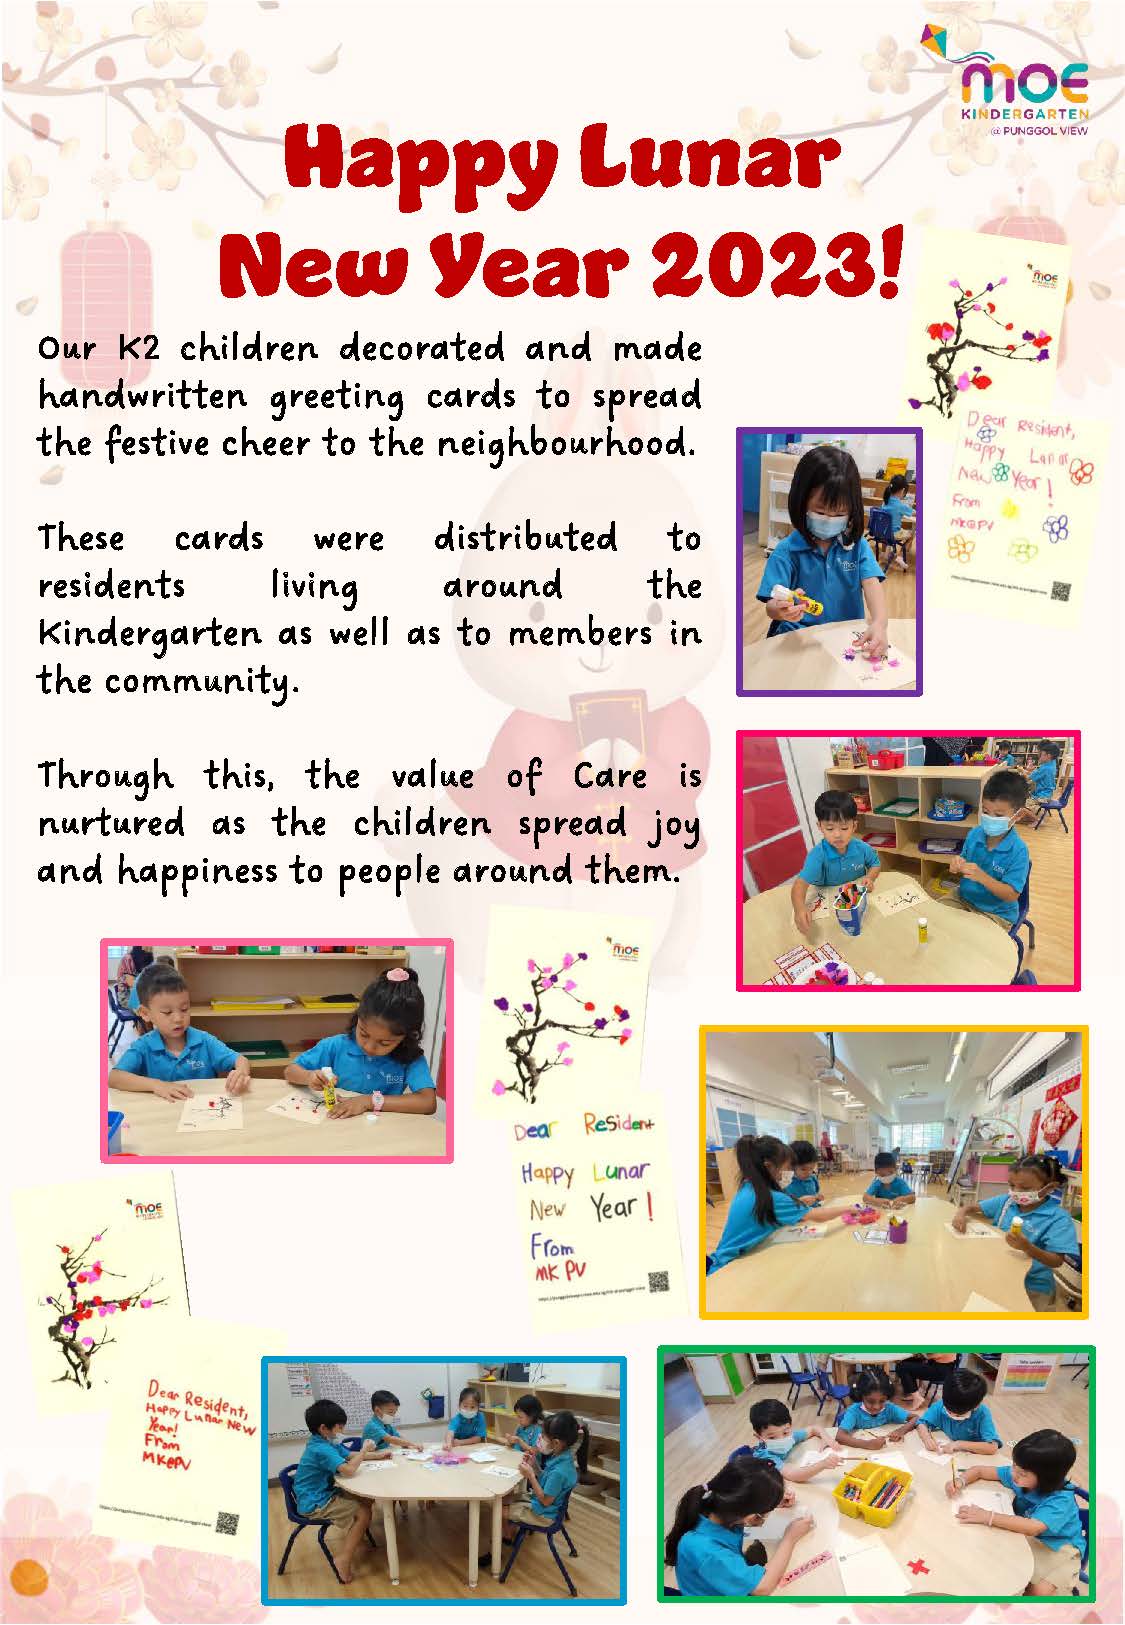 moe
KINDERGARTEN
@ PUNGGOL VIEW
Happy Lunar
New Year 2023!
Our K2 children decorated and made
handwritten greeting cards to spread
the festive cheer to the neighbourhood.
These cards were distributed to
residents living around the
Kindergarten as well as to members in
the community.
Through this, the value of Care is
nurtured as the children spread joy
and happiness to people around them.
moe
Dear Resident,
Happy Lunar
New Year!
From
MK@PV
moe
Dear Resident
Happy Lunar
New Year!
From
MK PV
moe
Dear Resident,
Happy Lunar New
Year!
From
MK@PV